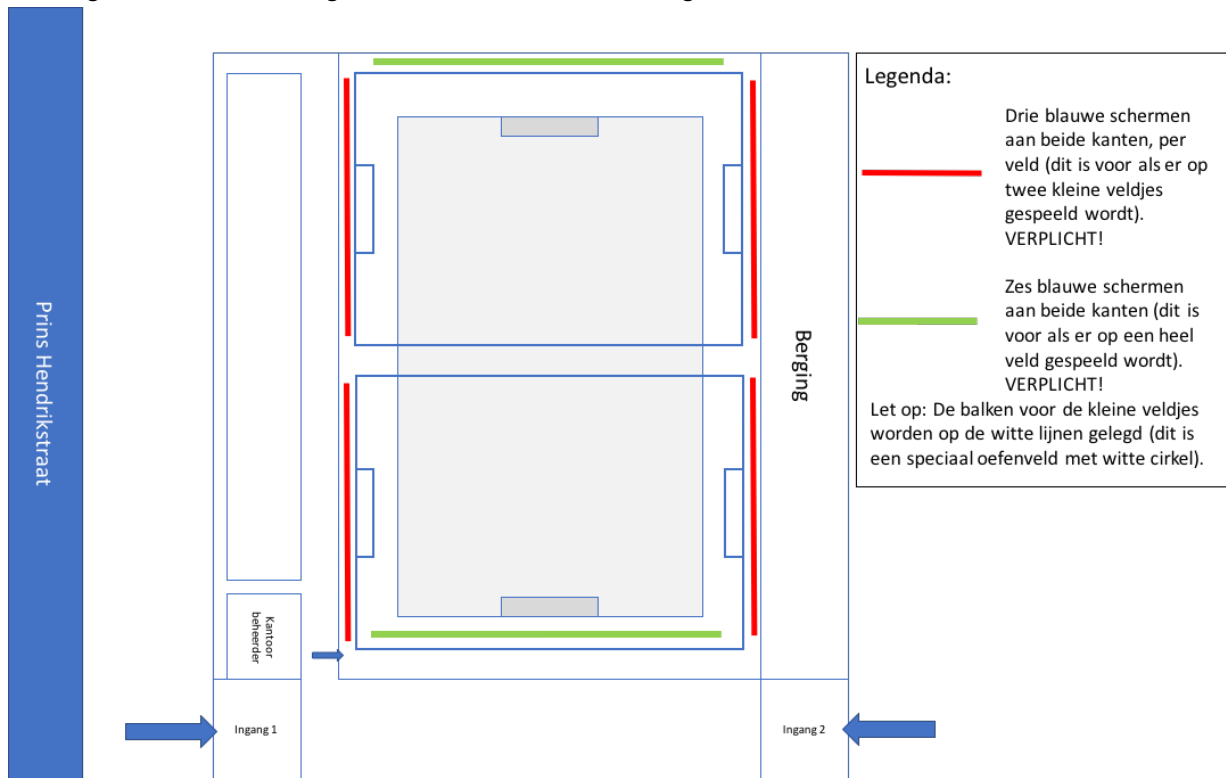 Prins Hendrikstraat
Kantoor
beheerder
Ingang 1
Berging
Ingang 2
Legenda:
Drie blauwe schermen
aan beide kanten, per
veld (dit is voor als er op
twee kleine veldjes
gespeeld wordt).
VERPLICHT!
Zes blauwe schermen
aan beide kanten (dit is
voor als er op een heel
veld gespeeld wordt).
VERPLICHT!
Let op: De balken voor de kleine veldjes
worden op de witte lijnen gelegd (dit is
een speciaal oefenveld met witte cirkel).